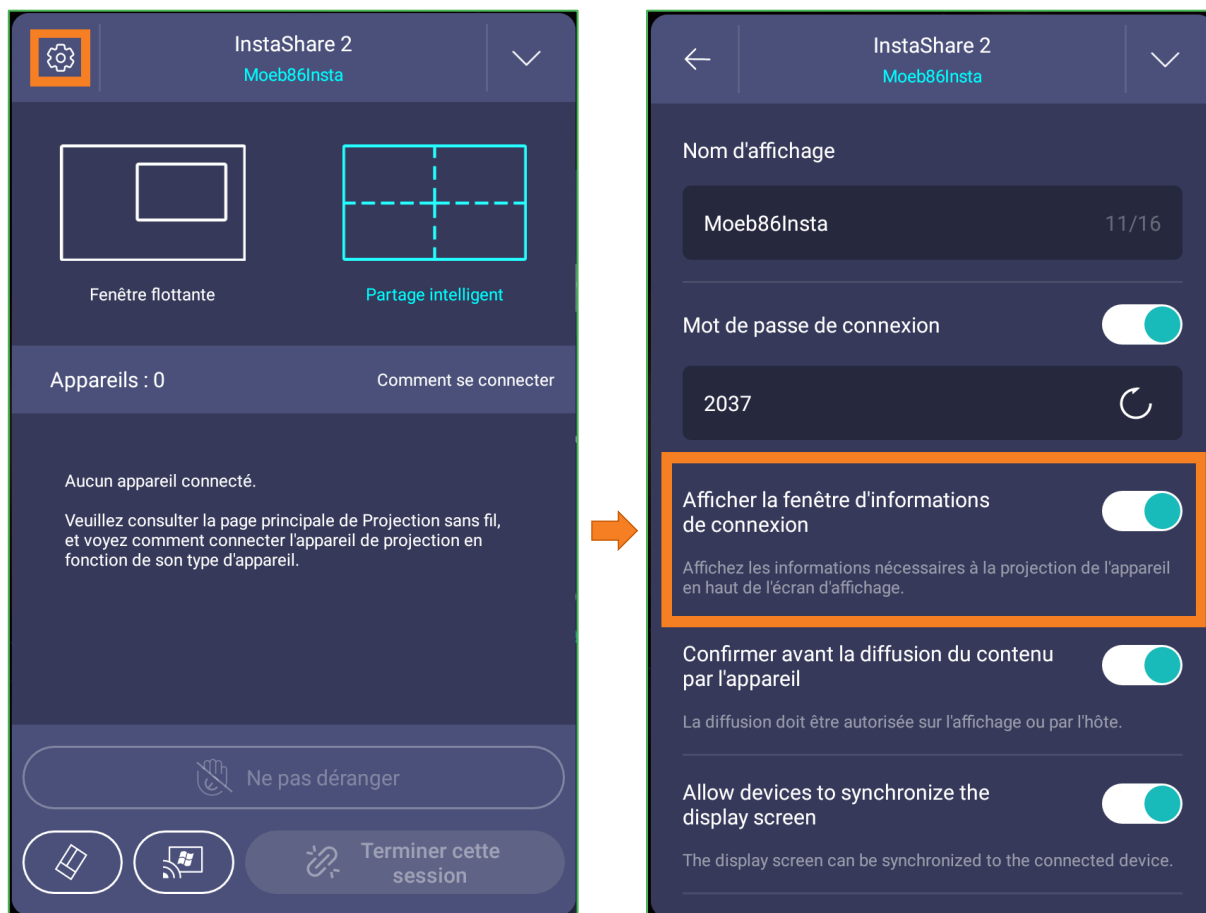 InstaShare 2
Moeb86Insta
Fenêtre flottante
Partage intelligent
Appareils : 0
Comment se connecter
Aucun appareil connecté.
Veuillez consulter la page principale de Projection sans fil,
et voyez comment connecter l'appareil de projection en
fonction de son type d'appareil.
Ne pas déranger
Terminer cette
session
InstaShare 2
Moeb86Insta
Nom d'affichage
Moeb86Insta
11/16
Mot de passe de connexion
2037
Afficher la fenêtre d'informations
de connexion
Affichez les informations nécessaires à la projection de l'appareil
en haut de l'écran d'affichage.
Confirmer avant la diffusion du contenu
par l'appareil
La diffusion doit être autorisée sur l'affichage ou par l'hôte.
Allow devices to synchronize the
display screen
The display screen can be synchronized to the connected device.